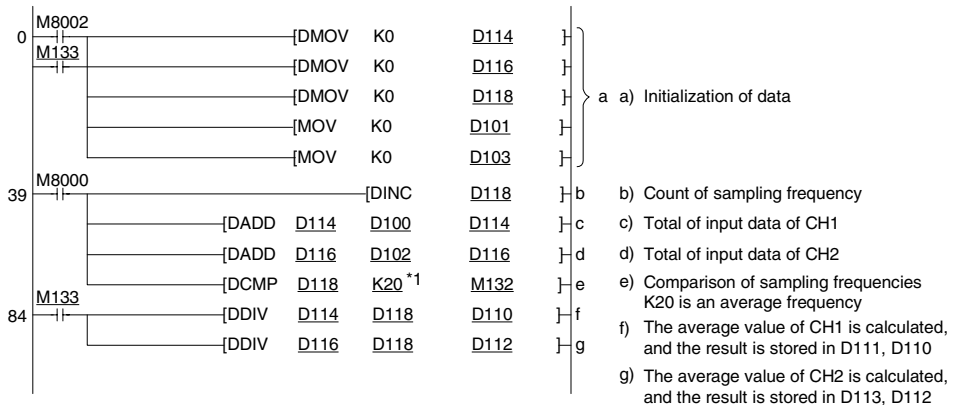 M8002
0 [DMOV K0 D114 ]
M133
[DMOV K0 D116 ]
[DMOV K0 D118 ] a a) Initialization of data
[MOV K0 D101 ]
[MOV K0 D103 ]
M8000
39 [DINC D118 ] b b) Count of sampling frequency
[DADD D114 D100 D114 ] c c) Total of input data of CH1
[DADD D116 D102 D116 ] d d) Total of input data of CH2
[DCMP D118 K20 *1 M132 ] e e) Comparison of sampling frequencies
K20 is an average frequency
M133
84 [DDIV D114 D118 D110 ] f f) The average value of CH1 is calculated,
and the result is stored in D111, D110
[DDIV D116 D118 D112 ] g g) The average value of CH2 is calculated,
and the result is stored in D113, D112